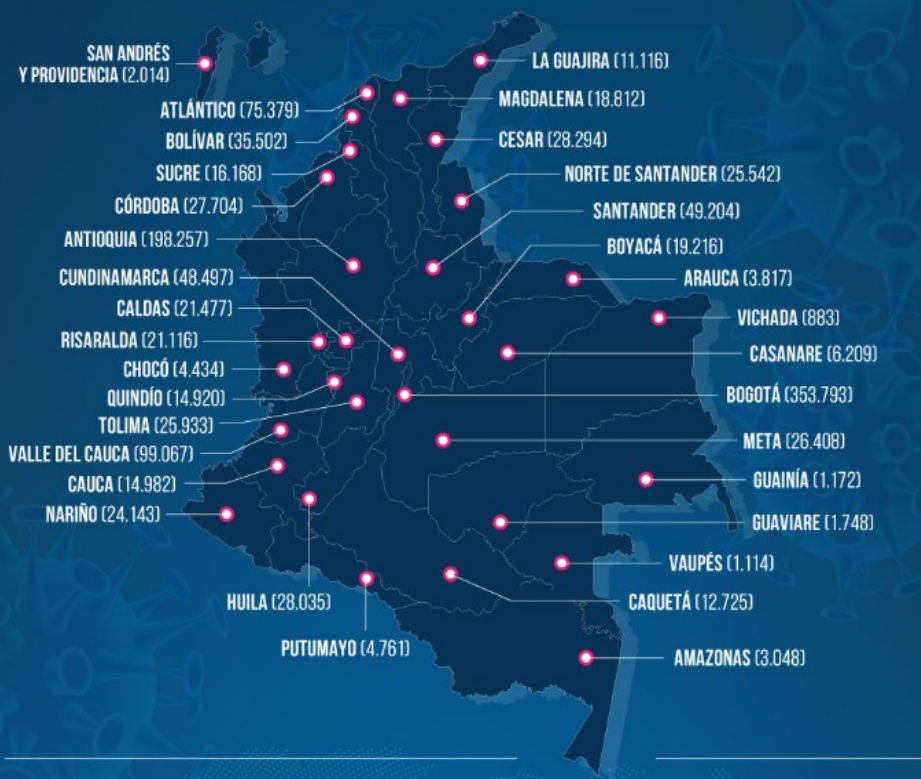 SAN ANDRÉS
Y PROVIDENCIA (2.014)
ATLÁNTICO (75.379)
BOLÍVAR (35.502)
SUCRE (16.168)
CÓRDOBA (27.704)
ANTIOQUIA (198.257)
CUNDINAMARCA (48.497)
CALDAS (21.477)
RISARALDA (21.116)
CHOCÓ (4.434)
QUINDÍO (14.920)
TOLIMA (25.933)
VALLE DEL CAUCA (99.067)
CAUCA (14.982)
NARIÑO (24.143)
HUILA (28.035)
PUTUMAYO (4.761)
LA GUAJIRA (11.116)
MAGDALENA (18.812)
CESAR (28.294)
NORTE DE SANTANDER (25.542)
SANTANDER (49.204)
BOYACÁ (19.216)
ARAUCA (3.817)
VICHADA (883)
CASANARE (6.209)
BOGOTÁ (353.793)
META (26.408)
GUAINÍA (1.172)
GUAVIARE (1.748)
VAUPÉS (1.114)
CAQUETÁ (12.725)
AMAZONAS (3.048)